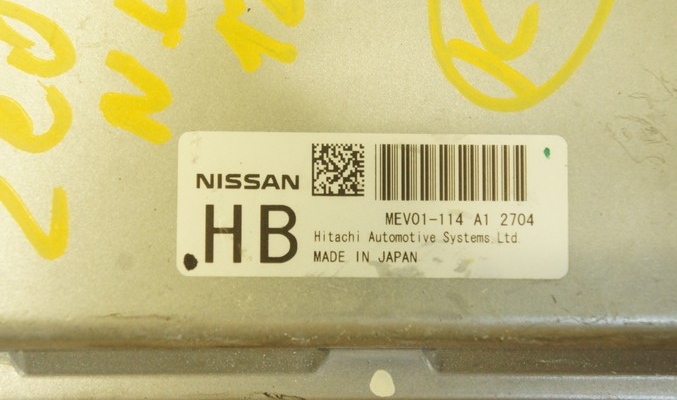 NISSAN
HB
MEV01-114 A1 2704
Hitachi Automotive Systems,Ltd.
MADE IN JAPAN